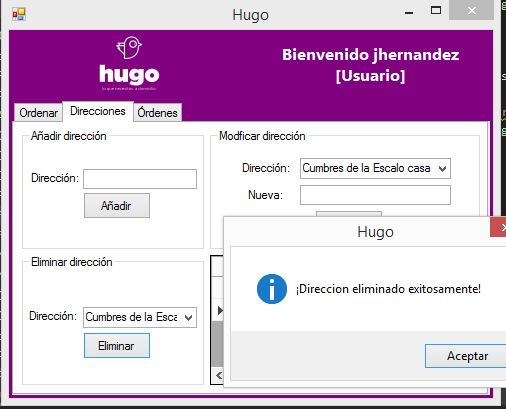 Hugo
hugo
lo que necesitas, a domicilio.
Bienvenido jhernandez
[Usuario]
Ordenar
Direcciones
Órdenes
Añadir dirección
Dirección:
Añadir
Modficar dirección
Dirección:
Cumbres de la Escalo casa
Nueva:
Eliminar dirección
Dirección:
Cumbres de la Esca
Eliminar
Hugo
¡Direccion eliminado exitosamente!
Aceptar